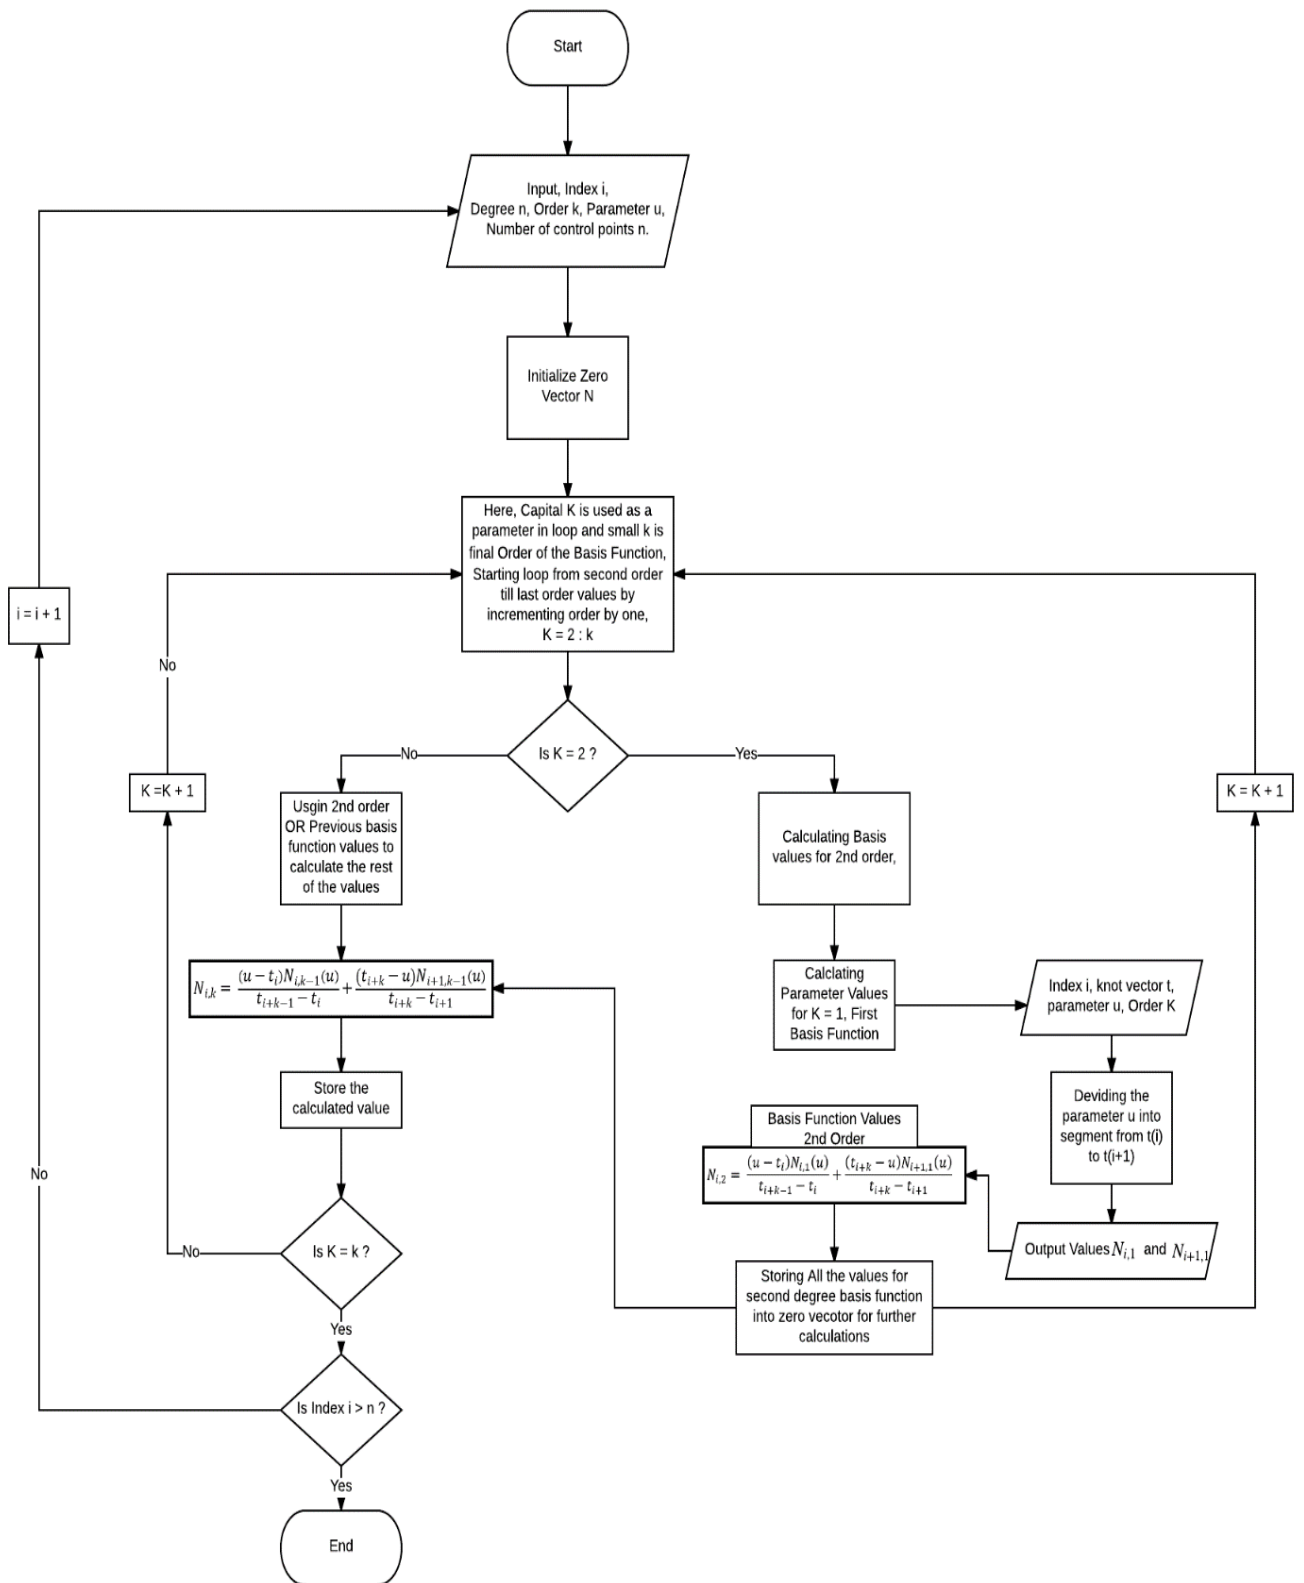 Start
Input, Index i,
Degree n, Order k, Parameter u,
Number of control points n.
Initialize Zero
Vector N
Here, Capital K is used as a
parameter in loop and small k is
final Order of the Basis Function,
Starting loop from second order
till last order values by
incrementing order by one,
K = 2 : k
i = i + 1
No
Is K = 2 ?
No
Yes
K =K + 1
K = K + 1
Usgin 2nd order
OR Previous basis
function values to
calculate the rest
of the values
Calculating Basis
values for 2nd order,
N_{i,k} = \frac{(u - t_i)N_{i,k-1}(u)}{t_{i+k-1} - t_i} + \frac{(t_{i+k} - u)N_{i+1,k-1}(u)}{t_{i+k} - t_{i+1}}
Calclating
Parameter Values
for K = 1, First
Basis Function
Index i, knot vector t,
parameter u, Order K
Store the
calculated value
Deviding the
parameter u into
segment from t(i)
to t(i+1)
Basis Function Values
2nd Order
N_{i,2} = \frac{(u - t_i)N_{i,1}(u)}{t_{i+k-1} - t_i} + \frac{(t_{i+k} - u)N_{i+1,1}(u)}{t_{i+k} - t_{i+1}}
No
Output Values N_{i,1} and N_{i+1,1}
No
Is K = k ?
Storing All the values for
second degree basis function
into zero vecotor for further
calculations
Yes
Is Index i > n ?
Yes
End